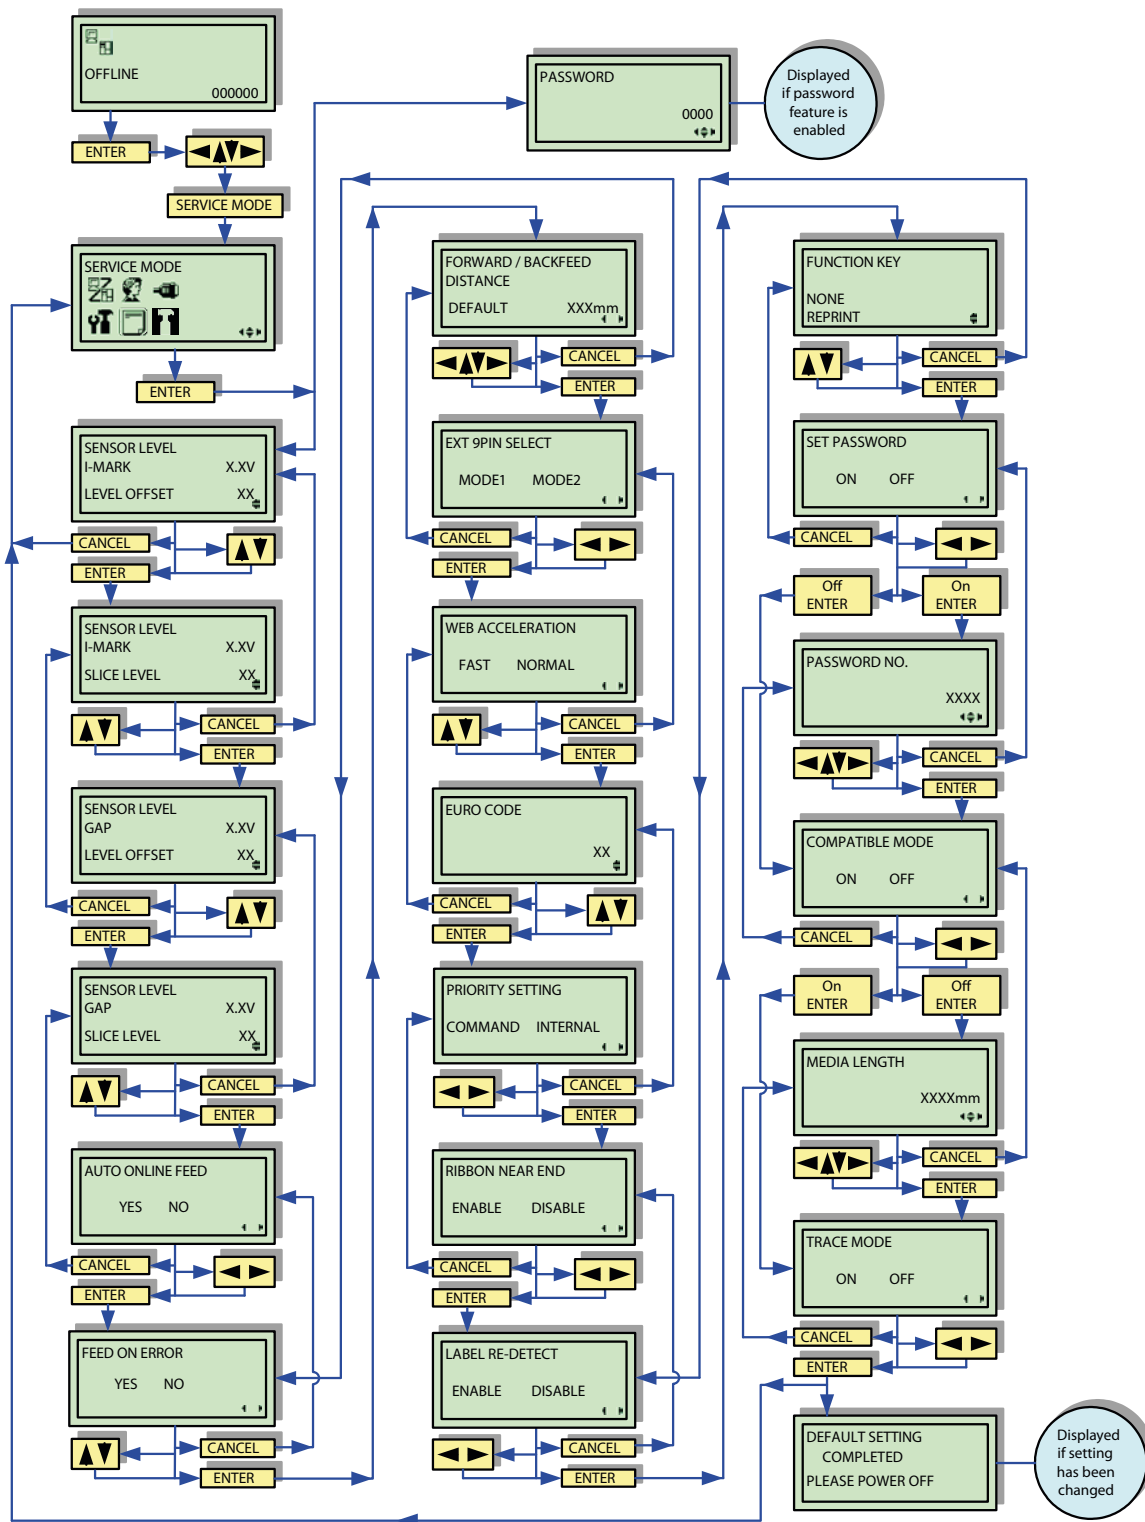 OFFLINE
000000
ENTER
SERVICE MODE
SERVICE MODE
ENTER
SENSOR LEVEL
I-MARK X.XV
LEVEL OFFSET XX
CANCEL
ENTER
SENSOR LEVEL
I-MARK X.XV
SLICE LEVEL XX
CANCEL
ENTER
SENSOR LEVEL
GAP X.XV
LEVEL OFFSET XX
CANCEL
ENTER
SENSOR LEVEL
GAP X.XV
SLICE LEVEL XX
CANCEL
ENTER
AUTO ONLINE FEED
YES NO
CANCEL
ENTER
FEED ON ERROR
YES NO
CANCEL
ENTER
PASSWORD
0000
Displayed
if password
feature is
enabled
FORWARD / BACKFEED
DISTANCE
DEFAULT XXXmm
CANCEL
ENTER
EXT 9PIN SELECT
MODE1 MODE2
CANCEL
ENTER
WEB ACCELERATION
FAST NORMAL
CANCEL
ENTER
EURO CODE
XX
CANCEL
ENTER
PRIORITY SETTING
COMMAND INTERNAL
CANCEL
ENTER
RIBBON NEAR END
ENABLE DISABLE
CANCEL
ENTER
LABEL RE-DETECT
ENABLE DISABLE
CANCEL
ENTER
FUNCTION KEY
NONE
REPRINT
CANCEL
ENTER
SET PASSWORD
ON OFF
CANCEL
Off
ENTER
On
ENTER
PASSWORD NO.
XXXX
CANCEL
ENTER
COMPATIBLE MODE
ON OFF
CANCEL
On
ENTER
Off
ENTER
MEDIA LENGTH
XXXXmm
CANCEL
ENTER
TRACE MODE
ON OFF
CANCEL
ENTER
DEFAULT SETTING
COMPLETED
PLEASE POWER OFF
Displayed
if setting
has been
changed